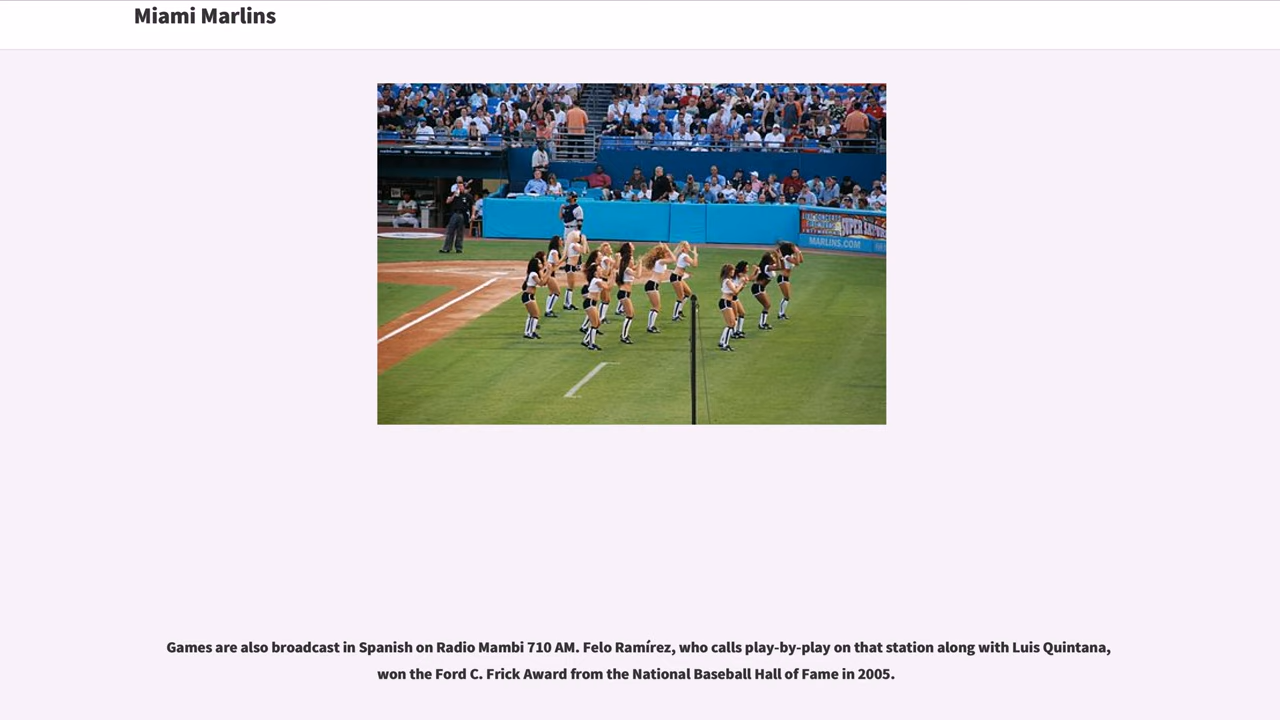 Miami Marlins
MARLINS.COM
Games are also broadcast in Spanish on Radio Mambi 710 AM. Felo Ramírez, who calls play-by-play on that station along with Luis Quintana,
won the Ford C. Frick Award from the National Baseball Hall of Fame in 2005.